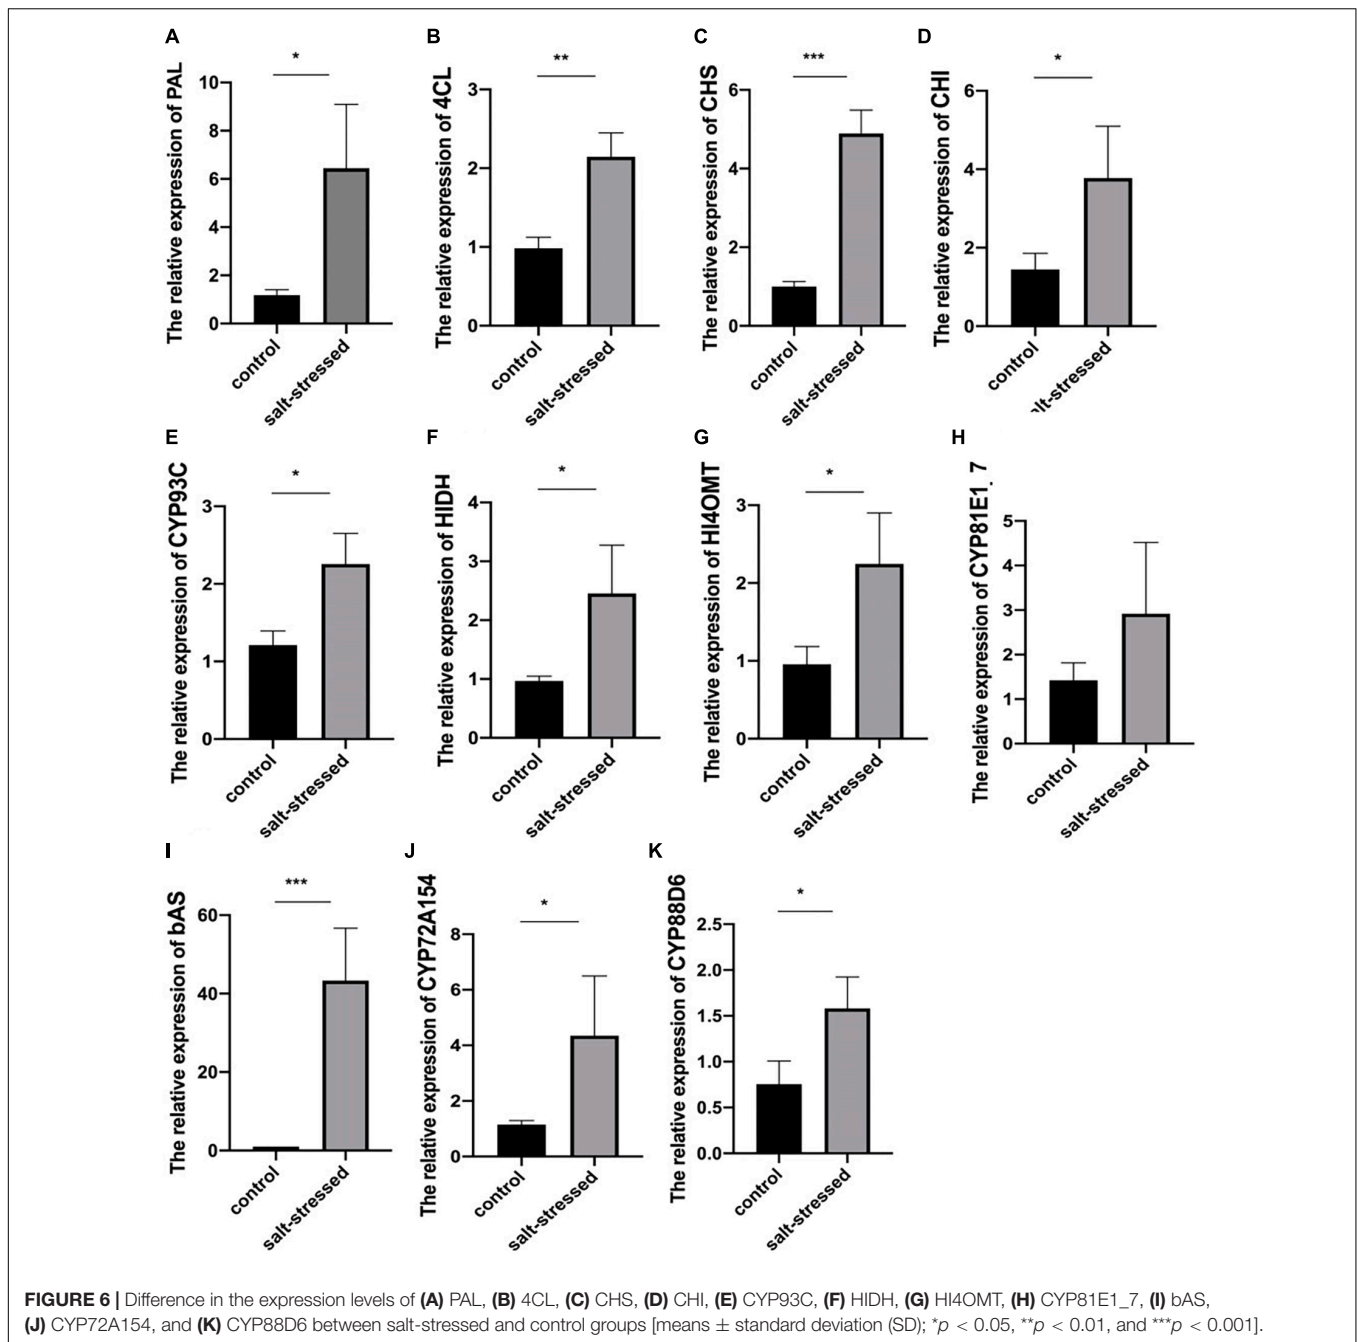 A
*
The relative expression of PAL
10
8
6
4
2
0
control
salt-stressed
B
**
The relative expression of 4CL
3
2
1
0
control
salt-stressed
C
***
The relative expression of CHS
6
4
2
0
control
salt-stressed
D
*
The relative expression of CHI
6
4
2
0
control
alt-stressed
E
*
The relative expression of CYP93C
3
2
1
0
control
salt-stressed
F
*
The relative expression of HIDH
4
3
2
1
0
control
salt-stressed
G
*
The relative expression of HI4OMT
3
2
1
0
control
salt-stressed
H
The relative expression of CYP81E1_7
5
4
3
2
1
0
control
salt-stressed
I
***
The relative expression of bAS
60
40
20
0
control
salt-stressed
J
*
The relative expression of CYP72A154
8
6
4
2
0
control
salt-stressed
K
*
The relative expression of CYP88D6
2.5
2.0
1.5
1.0
0.5
0.0
control
salt-stressed
FIGURE 6 | Difference in the expression levels of (A) PAL, (B) 4CL, (C) CHS, (D) CHI, (E) CYP93C, (F) HIDH, (G) HI4OMT, (H) CYP81E1_7, (I) bAS,
(J) CYP72A154, and (K) CYP88D6 between salt-stressed and control groups [means ± standard deviation (SD); *p < 0.05, **p < 0.01, and ***p < 0.001].